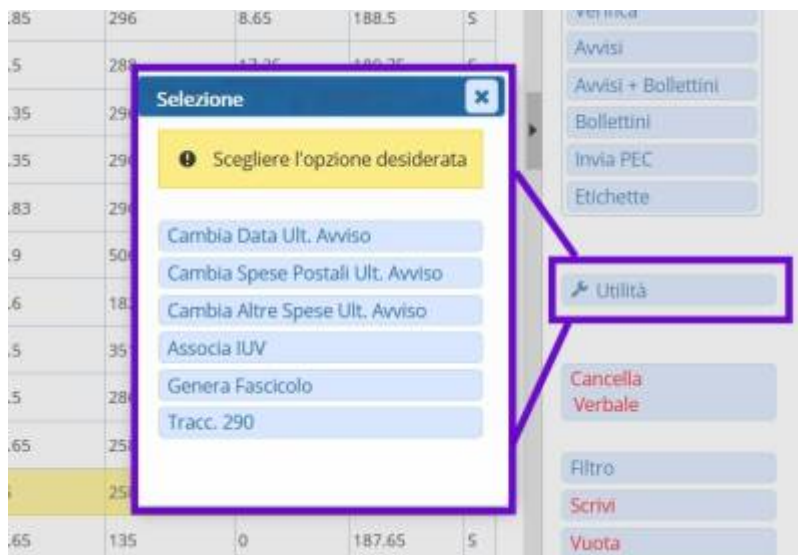 .85 296 8.65 188.5 S
Verifica
.5 288
Avvisi
Selezione
Avvisi + Bollettini
.35
Bollettini
Scegliere l'opzione desiderata
.35
Invia PEC
.83
Etichette
Cambia Data Ult. Avviso
.9
Cambia Spese Postali Ult. Avviso
Utilità
.6
Cambia Altre Spese Ult. Avviso
.5
Associa IUV
Genera Fascicolo
Cancella
Verbale
.5
Tracc. 290
.65
Filtro
Scrivi
.65 135 0 187.65 S
Vuota